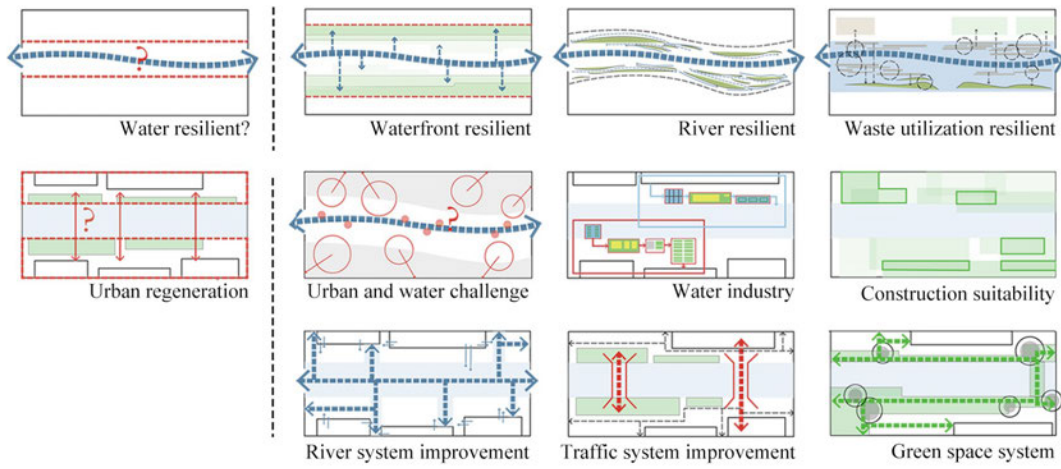 ?
Water resilient?
Waterfront resilient
River resilient
Waste utilization resilient
?
Urban regeneration
?
Urban and water challenge
Water industry
Construction suitability
River system improvement
Traffic system improvement
Green space system